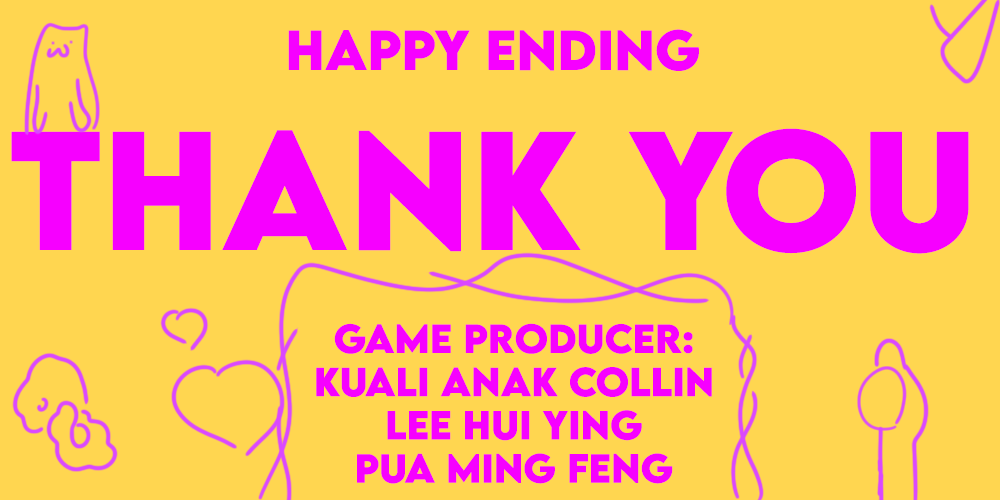 HAPPY ENDING
THANK YOU
GAME PRODUCER:
KUALI ANAK COLLIN
LEE HUI YING
PUA MING FENG